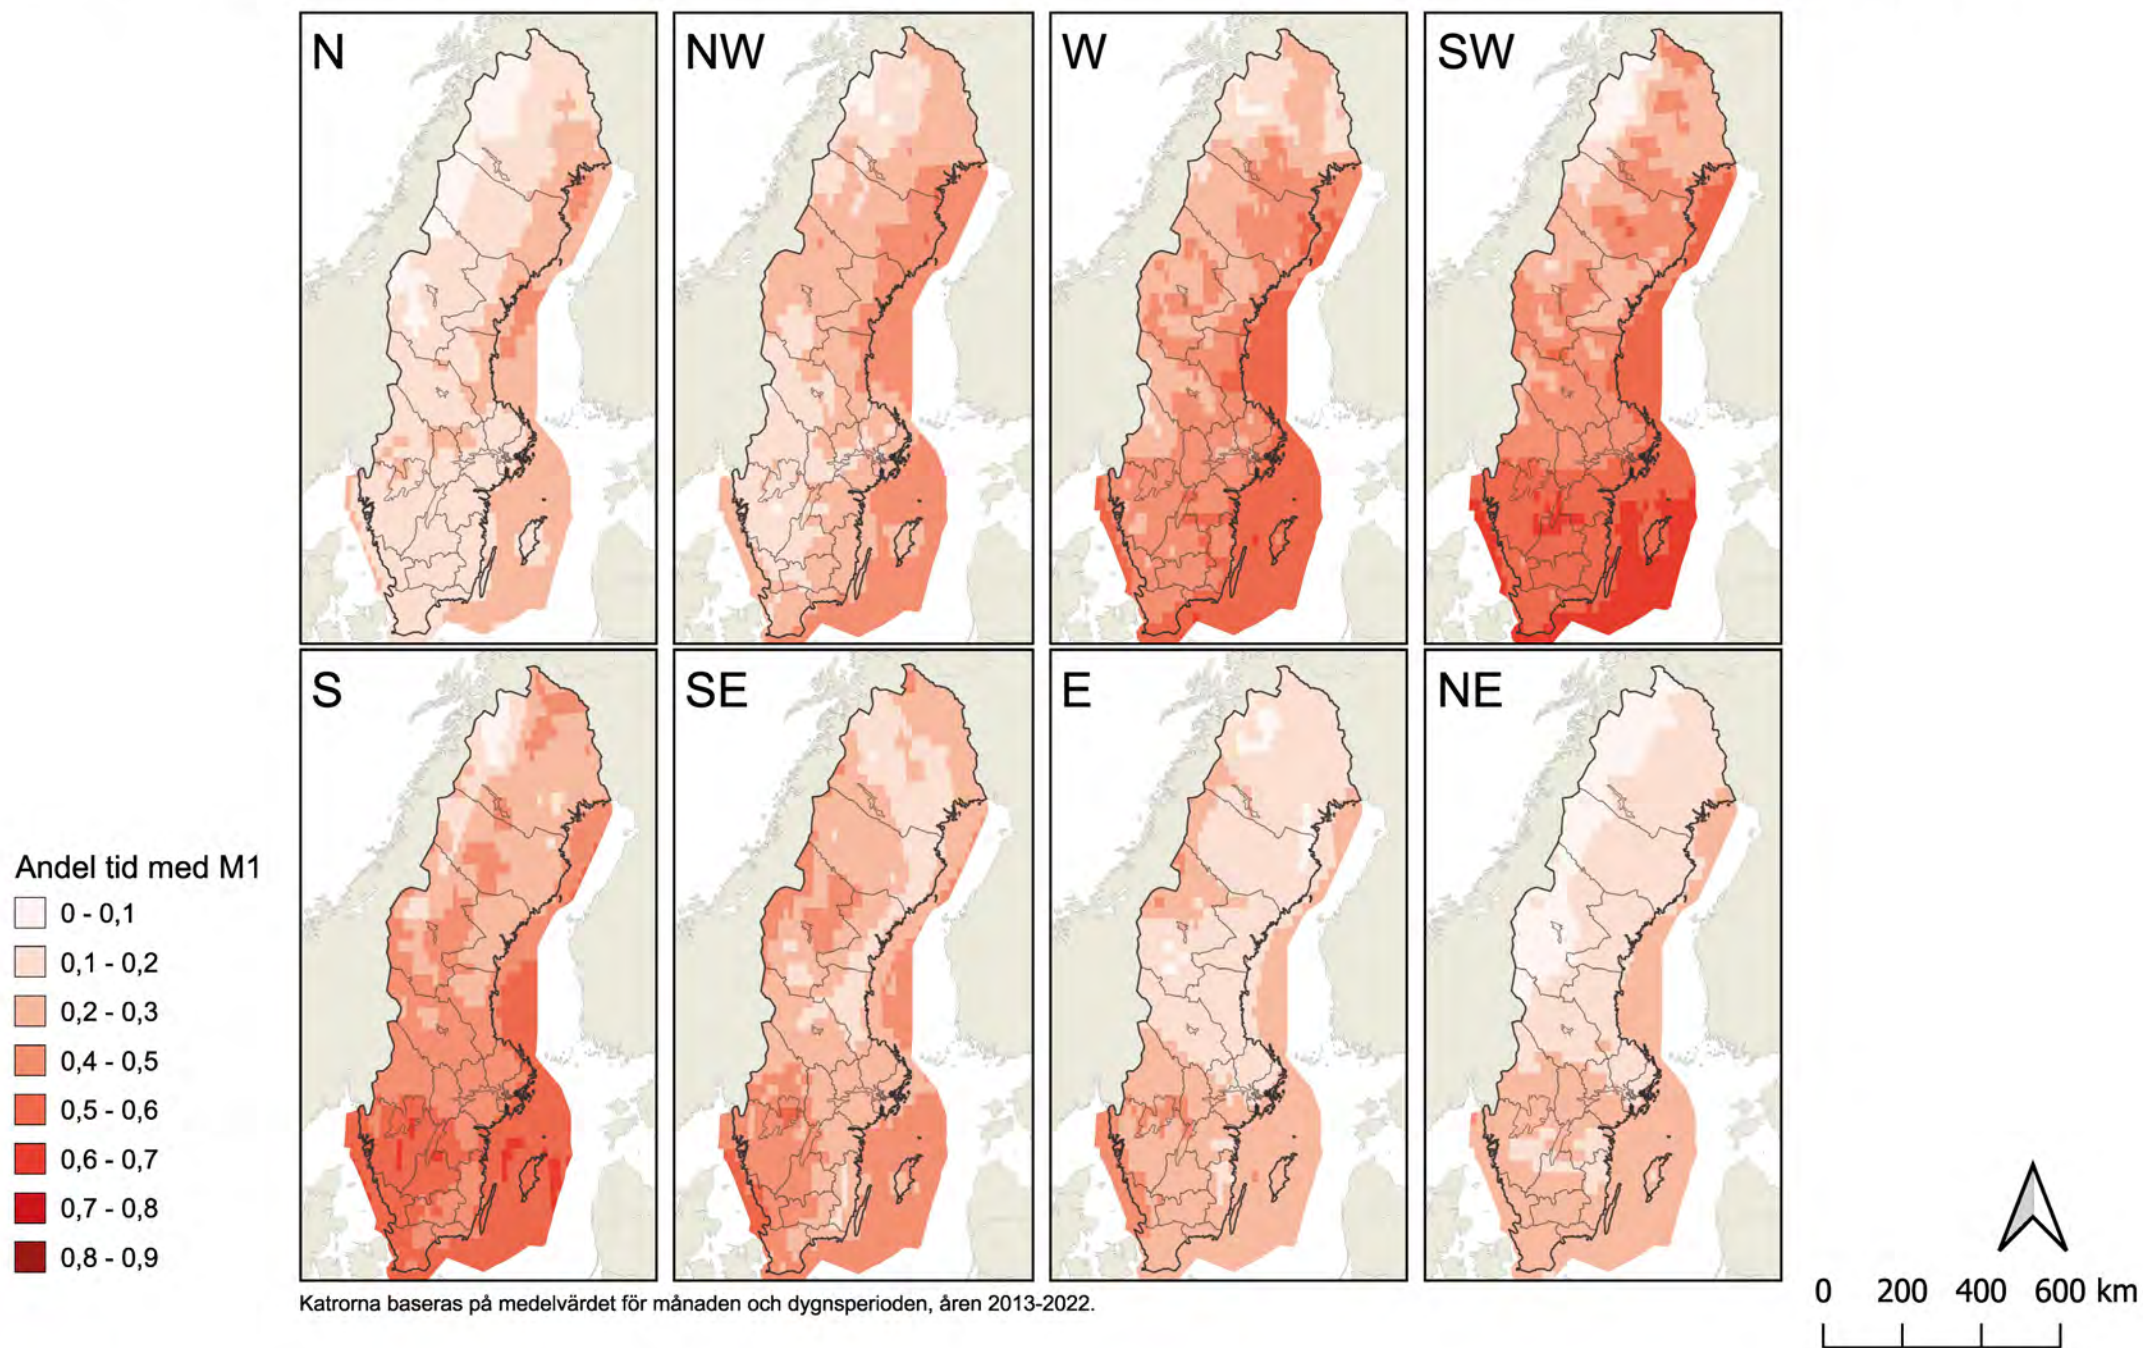 N
NW
W
SW
S
SE
E
NE
Andel tid med M1
0 - 0,1
0,1 - 0,2
0,2 - 0,3
0,4 - 0,5
0,5 - 0,6
0,6 - 0,7
0,7 - 0,8
0,8 - 0,9
Katrorna baseras på medelvärdet för månaden och dygnsperioden, åren 2013-2022.
0 200 400 600 km